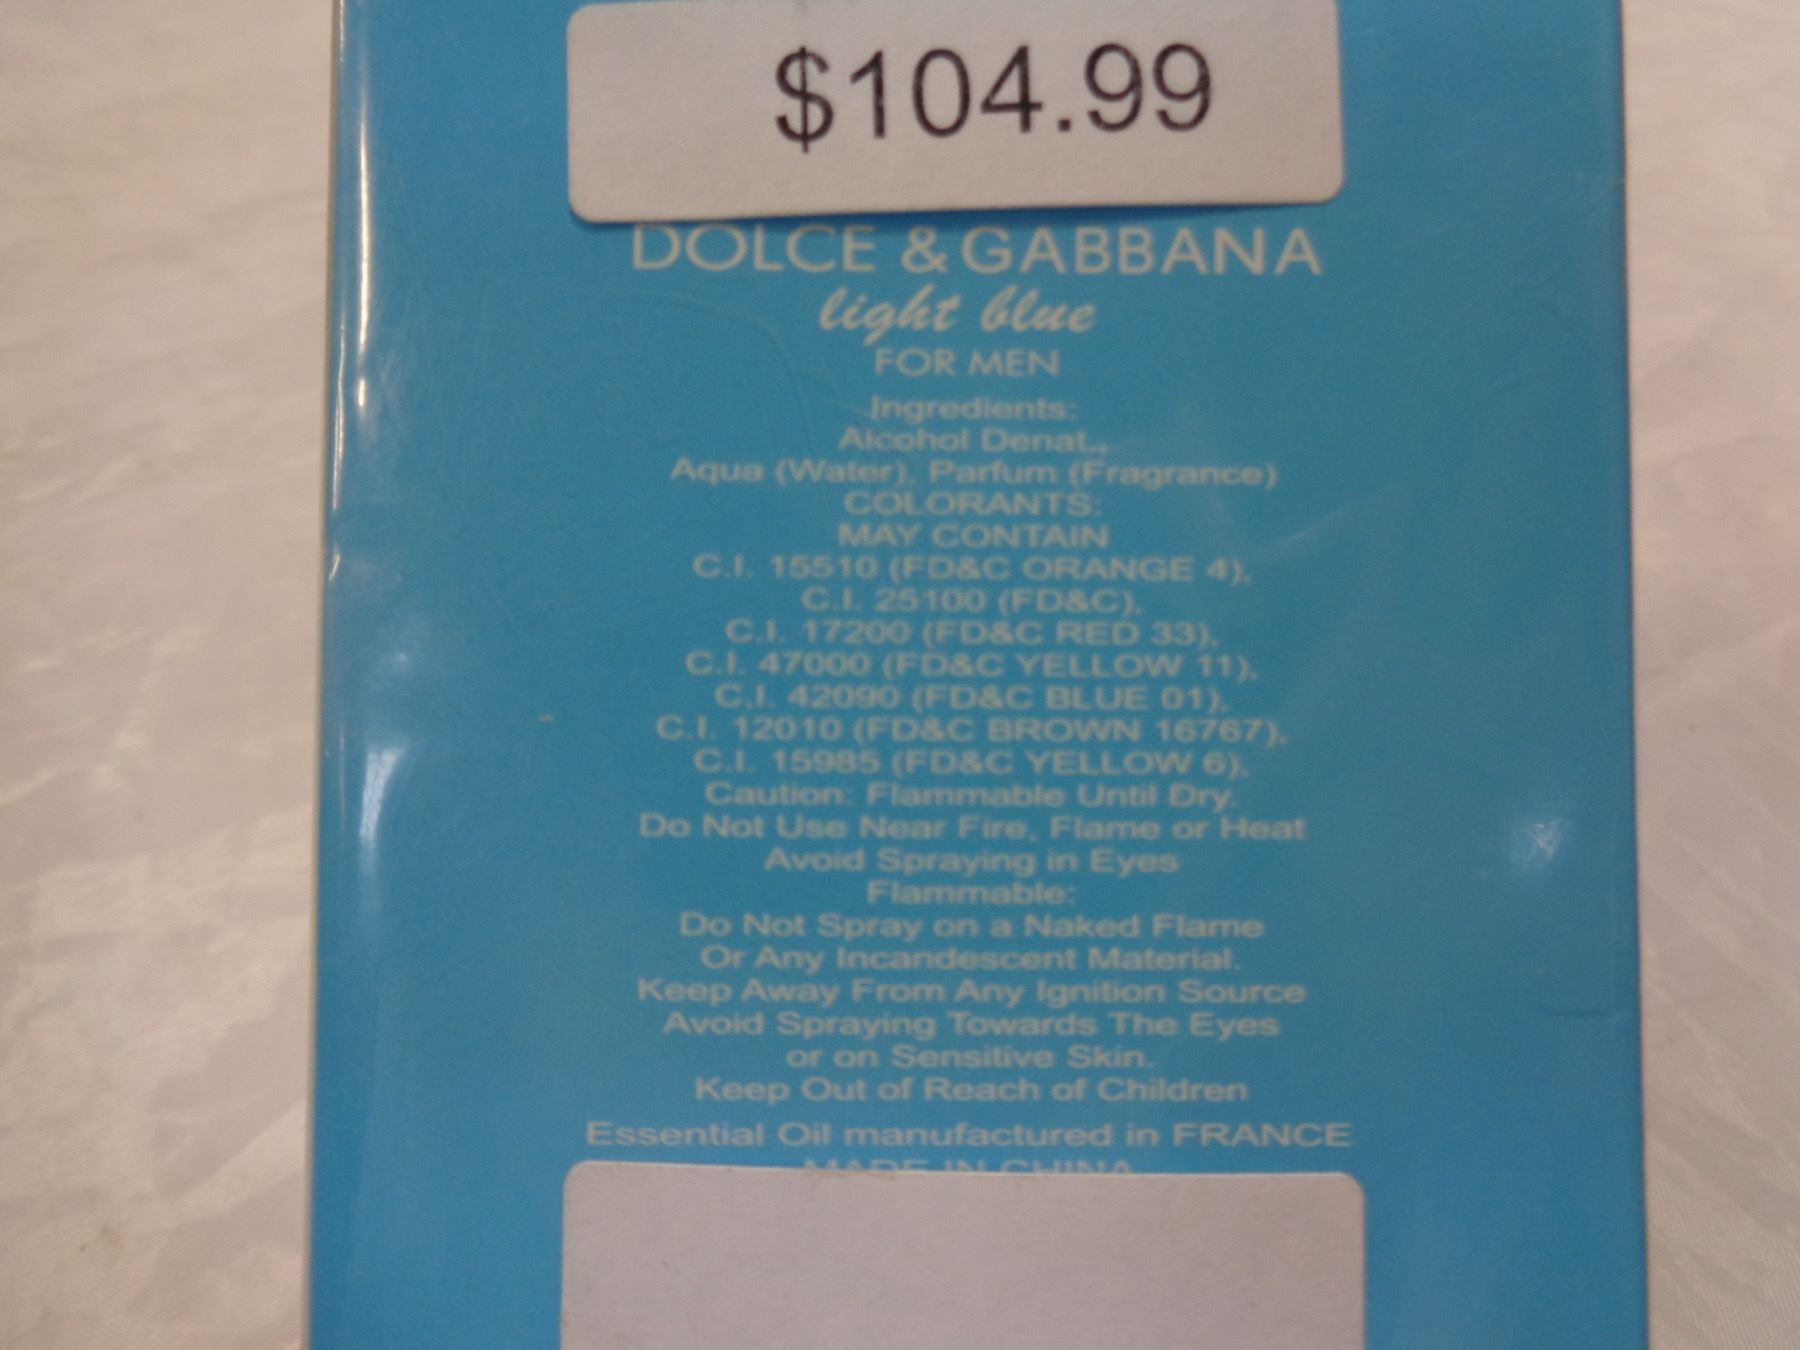 $104.99
DOLCE & GABBANA
light blue
FOR MEN
Ingredients:
Alcohol Denat.,
Aqua (Water), Parfum (Fragrance)
COLORANTS:
MAY CONTAIN
C.I. 15510 (FD&C ORANGE 4),
C.I. 25100 (FD&C),
C.I. 17200 (FD&C RED 33),
C.I. 47000 (FD&C YELLOW 11),
C.I. 42090 (FD&C BLUE 01),
C.I. 12010 (FD&C BROWN 16767),
C.I. 15985 (FD&C YELLOW 6),
Caution: Flammable Until Dry.
Do Not Use Near Fire, Flame or Heat
Avoid Spraying in Eyes
Flammable:
Do Not Spray on a Naked Flame
Or Any Incandescent Material.
Keep Away From Any Ignition Source
Avoid Spraying Towards The Eyes
or on Sensitive Skin.
Keep Out of Reach of Children
Essential Oil manufactured in FRANCE
MADE IN CHINA